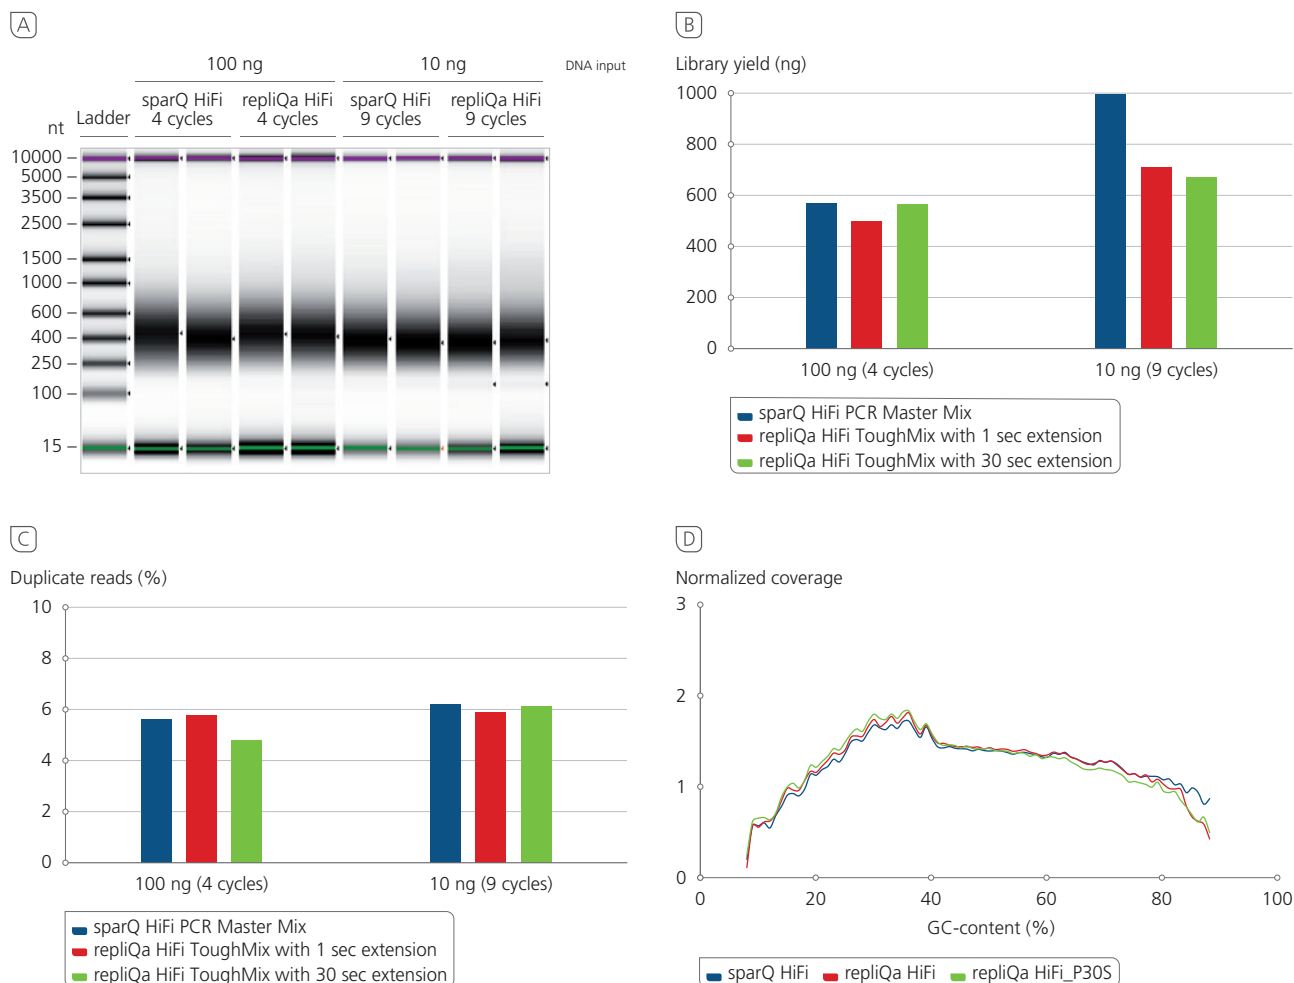 A
100 ng
10 ng
DNA input
sparQ HiFi
4 cycles
repliQa HiFi
4 cycles
sparQ HiFi
9 cycles
repliQa HiFi
9 cycles
Ladder
nt
10000
5000
3500
2500
1500
1000
600
400
250
100
15
B
Library yield (ng)
1000
800
600
400
200
0
100 ng (4 cycles)
10 ng (9 cycles)
sparQ HiFi PCR Master Mix
repliQa HiFi ToughMix with 1 sec extension
repliQa HiFi ToughMix with 30 sec extension
C
Duplicate reads (%)
10
8
6
4
2
0
100 ng (4 cycles)
10 ng (9 cycles)
sparQ HiFi PCR Master Mix
repliQa HiFi ToughMix with 1 sec extension
repliQa HiFi ToughMix with 30 sec extension
D
Normalized coverage
3
2
1
0
0 20 40 60 80 100
GC-content (%)
sparQ HiFi repliQa HiFi repliQa HiFi_P30S